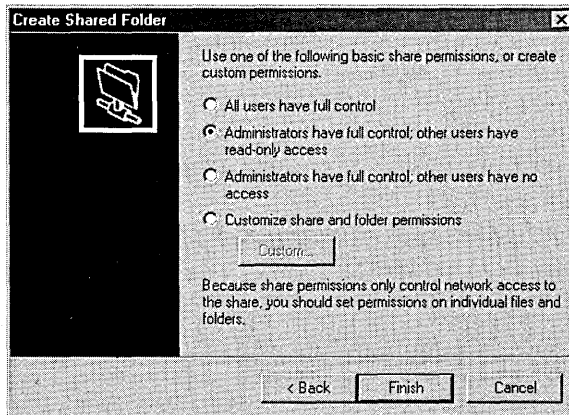 Create Shared Folder
Use one of the following basic share permissions, or create
custom permissions.
All users have full control
Administrators have full control; other users have
read-only access
Administrators have full control; other users have no
access
Customize share and folder permissions
Custom...
Because share permissions only control network access to
the share, you should set permissions on individual files and
folders.
< Back
Finish
Cancel